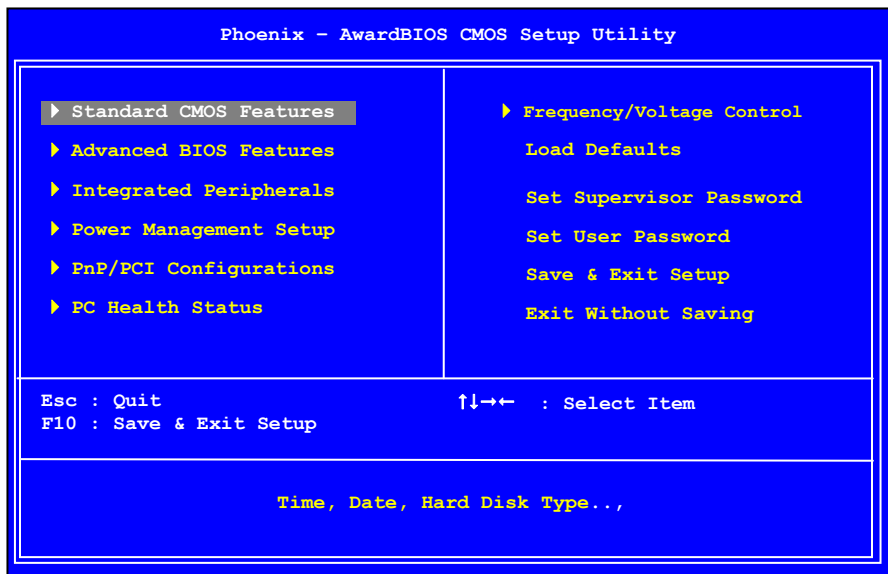 Phoenix – AwardBIOS CMOS Setup Utility
Standard CMOS Features
Advanced BIOS Features
Integrated Peripherals
Power Management Setup
PnP/PCI Configurations
PC Health Status
Frequency/Voltage Control
Load Defaults
Set Supervisor Password
Set User Password
Save & Exit Setup
Exit Without Saving
Esc : Quit
F10 : Save & Exit Setup
↑↓→← : Select Item
Time, Date, Hard Disk Type..,